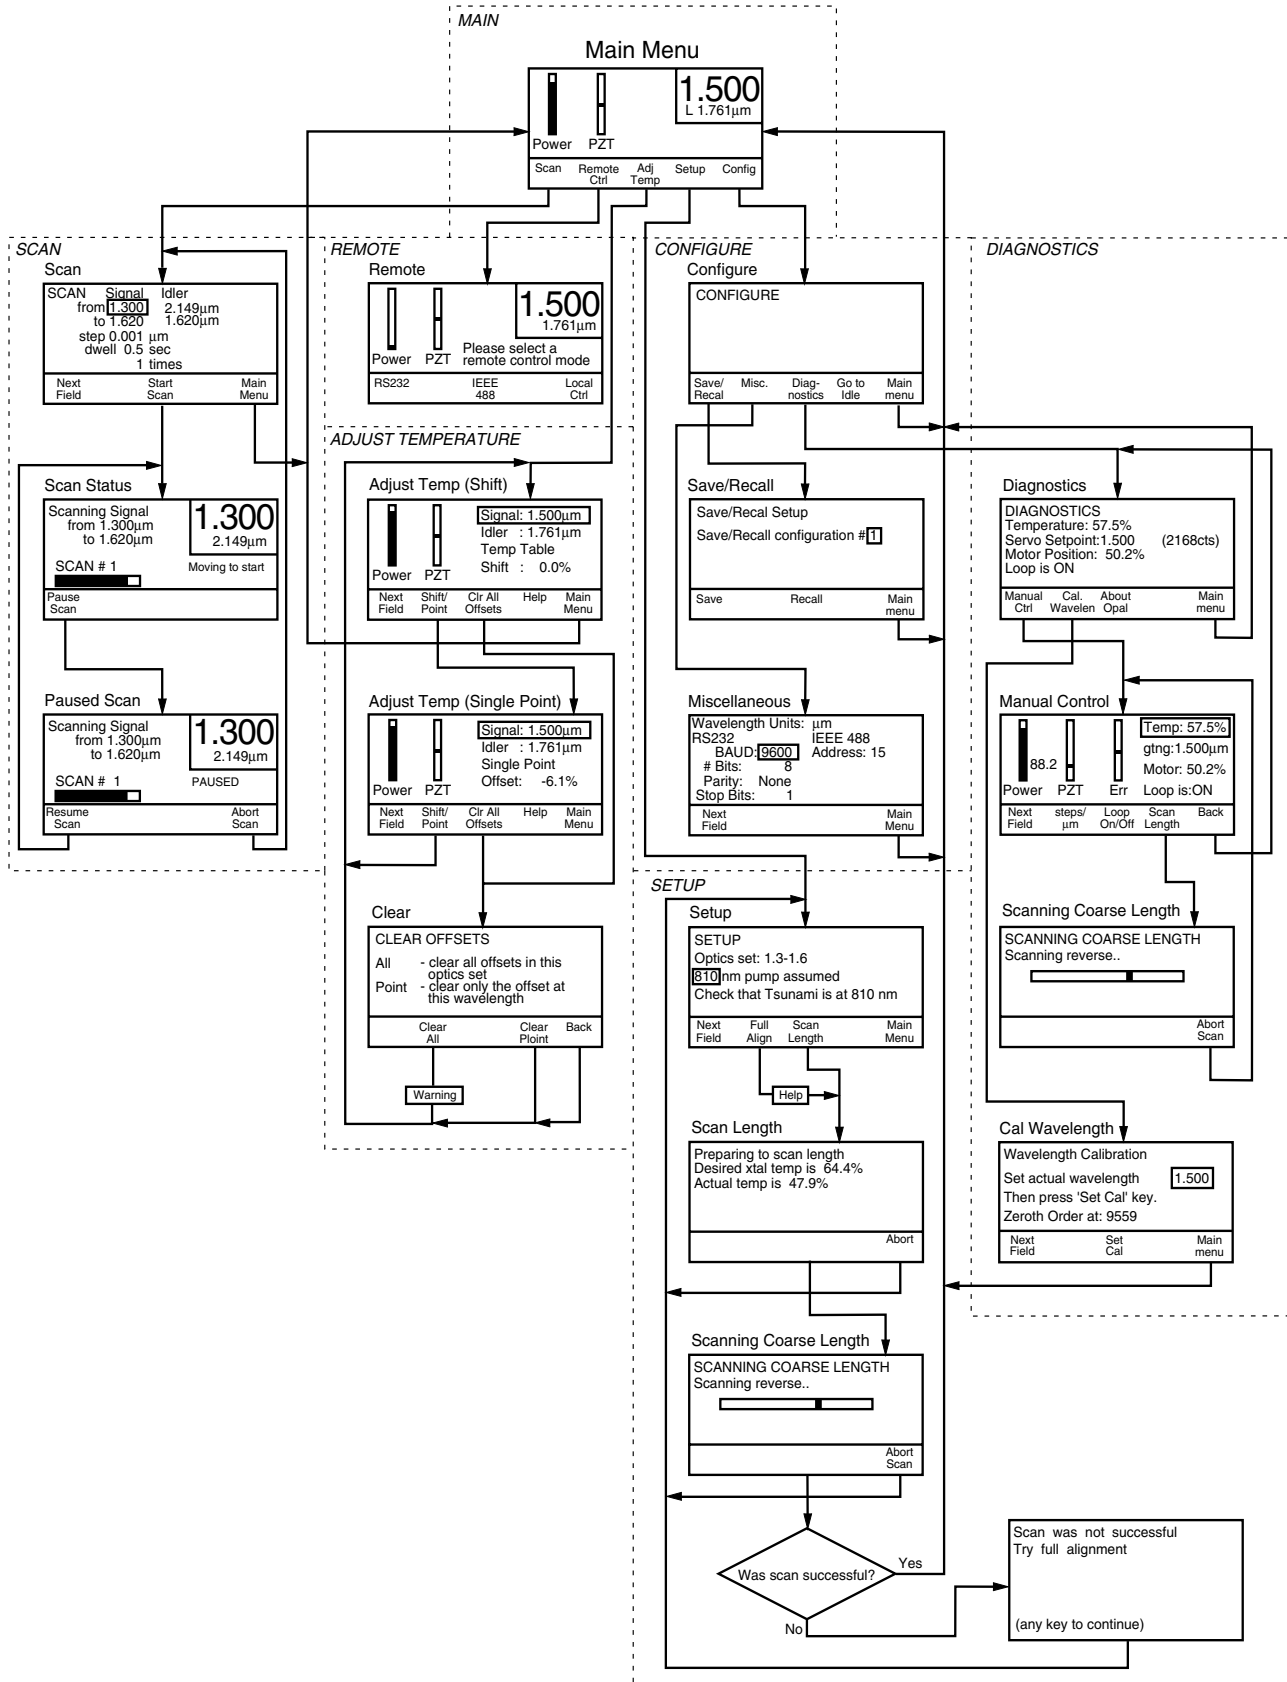 MAIN
Main Menu
1.500
L 1.761µm
Power PZT
Scan Remote Ctrl Adj Temp Setup Config
SCAN
Scan
SCAN Signal Idler
from 1.300 2.149µm
to 1.620 1.620µm
step 0.001 µm
dwell 0.5 sec
1 times
Next Field Start Scan Main Menu
Scan Status
Scanning Signal
from 1.300µm
to 1.620µm
1.300
2.149µm
SCAN # 1 Moving to start
Pause Scan
Paused Scan
Scanning Signal
from 1.300µm
to 1.620µm
1.300
2.149µm
SCAN # 1 PAUSED
Resume Scan Abort Scan
REMOTE
Remote
1.500
1.761µm
Power PZT
Please select a
remote control mode
RS232 IEEE 488 Local Ctrl
ADJUST TEMPERATURE
Adjust Temp (Shift)
Signal: 1.500µm
Idler : 1.761µm
Temp Table
Shift : 0.0%
Power PZT
Next Field Shift/ Point Clr All Offsets Help Main Menu
Adjust Temp (Single Point)
Signal: 1.500µm
Idler : 1.761µm
Single Point
Offset: -6.1%
Power PZT
Next Field Shift/ Point Clr All Offsets Help Main Menu
Clear
CLEAR OFFSETS
All - clear all offsets in this
optics set
Point - clear only the offset at
this wavelength
Clear All Clear Ploint Back
Warning
CONFIGURE
Configure
CONFIGURE
Save/ Recal Misc. Diag- nostics Go to Idle Main menu
Save/Recall
Save/Recal Setup
Save/Recall configuration # 1
Save Recall Main menu
Miscellaneous
Wavelength Units: µm
RS232 IEEE 488
BAUD: 9600 Address: 15
# Bits: 8
Parity: None
Stop Bits: 1
Next Field Main Menu
SETUP
Setup
SETUP
Optics set: 1.3-1.6
810 nm pump assumed
Check that Tsunami is at 810 nm
Next Field Full Align Scan Length Main Menu
Help
Scan Length
Preparing to scan length
Desired xtal temp is 64.4%
Actual temp is 47.9%
Abort
Scanning Coarse Length
SCANNING COARSE LENGTH
Scanning reverse..
Abort Scan
Was scan successful?
Yes
No
Scan was not successful
Try full alignment
(any key to continue)
DIAGNOSTICS
Diagnostics
DIAGNOSTICS
Temperature: 57.5%
Servo Setpoint:1.500 (2168cts)
Motor Position: 50.2%
Loop is ON
Manual Ctrl Cal. Wavelen About Opal Main menu
Manual Control
Temp: 57.5%
gtng:1.500µm
88.2
Motor: 50.2%
Power PZT Err Loop is:ON
Next Field steps/ µm Loop On/Off Scan Length Back
Scanning Coarse Length
SCANNING COARSE LENGTH
Scanning reverse..
Abort Scan
Cal Wavelength
Wavelength Calibration
Set actual wavelength 1.500
Then press 'Set Cal' key.
Zeroth Order at: 9559
Next Field Set Cal Main menu